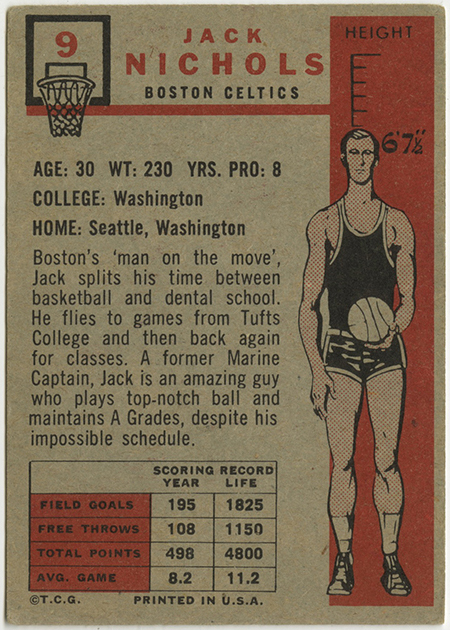 9
JACK
NICHOLS
BOSTON CELTICS
HEIGHT
6'7½"
AGE: 30 WT: 230 YRS. PRO: 8
COLLEGE: Washington
HOME: Seattle, Washington
Boston's 'man on the move',
Jack splits his time between
basketball and dental school.
He flies to games from Tufts
College and then back again
for classes. A former Marine
Captain, Jack is an amazing guy
who plays top-notch ball and
maintains A Grades, despite his
impossible schedule.
SCORING RECORD
YEAR LIFE
FIELD GOALS 195 1825
FREE THROWS 108 1150
TOTAL POINTS 498 4800
AVG. GAME 8.2 11.2
©T.C.G. PRINTED IN U.S.A.